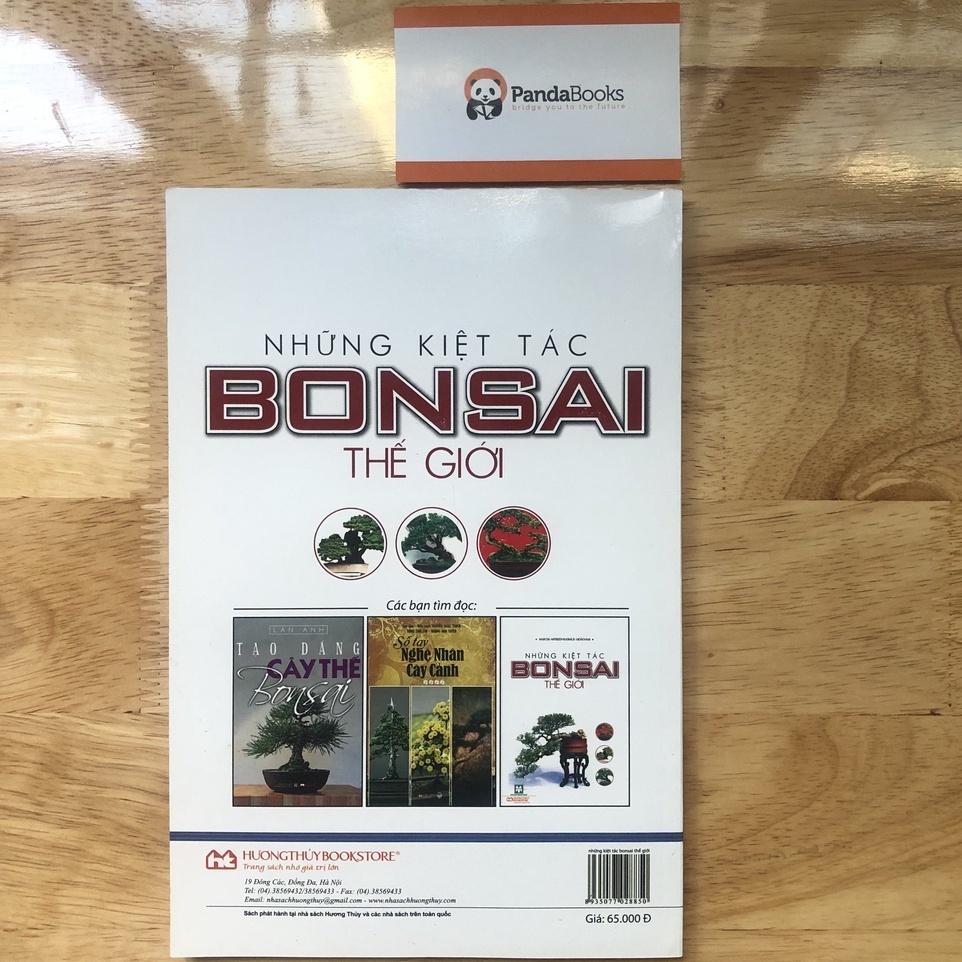 PandaBooks
bridge you to the future
NHỮNG KIỆT TÁC
BONSAI
THẾ GIỚI
Các bạn tìm đọc:
LAN ANH
TẠO DÁNG
CÂY THẾ
Bonsai
Sổ tay
Nghệ Nhân
Cây Cảnh
NHỮNG KIỆT TÁC
BONSAI
THẾ GIỚI
HUONGTHỦYBOOKSTORE®
Trang sách nhỏ giá trị lớn
19 Đông Các, Đống Đa, Hà Nội
Tel: (04).38569432/38569433 - Fax: (04).38569433
Email: nhasachhuongthuy@gmail.com - www.nhasachhuongthuy.com
Sách phát hành tại nhà sách Hương Thủy và các nhà sách trên toàn quốc
những kiệt tác bonsai thế giới
8935077028850
Giá: 65.000 Đ